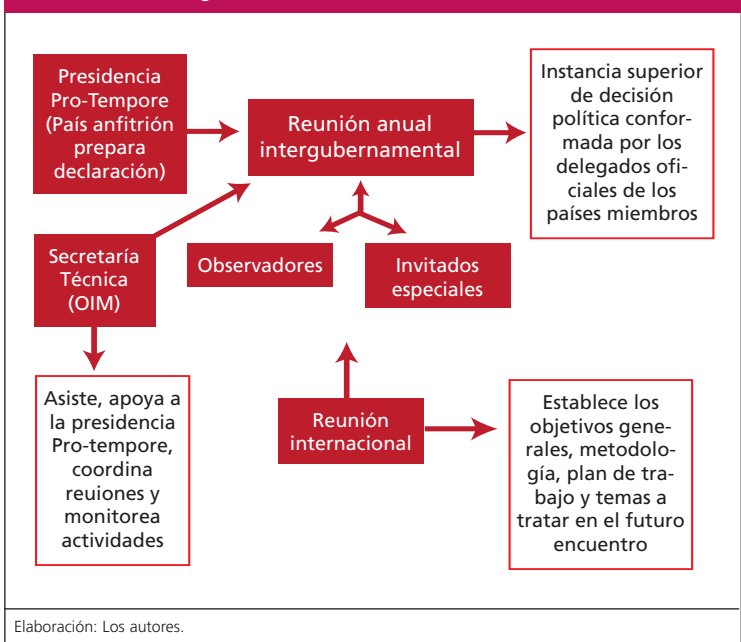 Presidencia
Pro-Tempore
(País anfitrión
prepara
declaración)
Reunión anual
intergubernamental
Instancia superior
de decisión
política confor-
mada por los
delegados ofi-
ciales de los
países miembros
Secretaría
Técnica
(OIM)
Observadores
Invitados
especiales
Asiste, apoya a
la presidencia
Pro-tempore,
coordina
reuiones y
monitorea
actividades
Reunión
internacional
Establece los
objetivos gene-
rales, metodolo-
gía, plan de tra-
bajo y temas a
tratar en el futuro
encuentro
Elaboración: Los autores.